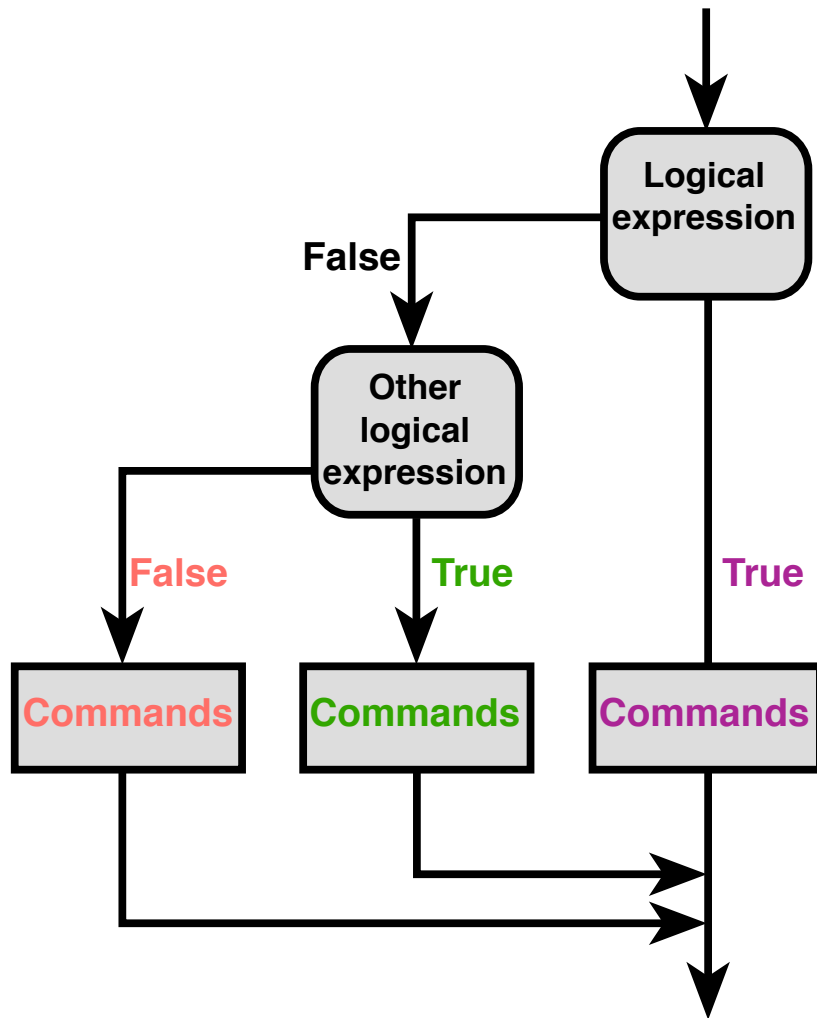 Logical
expression
False
Other
logical
expression
False
True
True
Commands
Commands
Commands